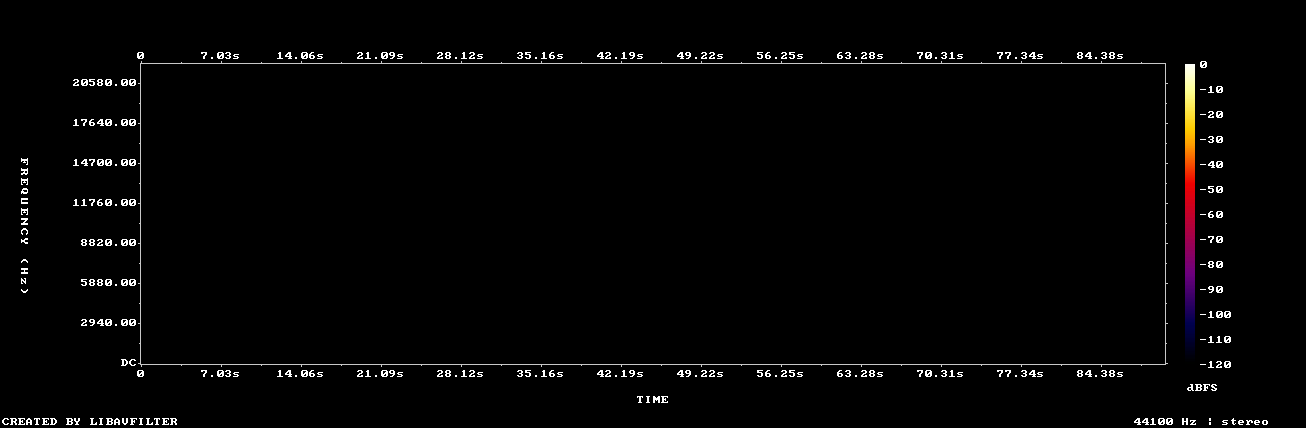 0 7.03s 14.06s 21.09s 28.12s 35.16s 42.19s 49.22s 56.25s 63.28s 70.31s 77.34s 84.38s
20580.00
17640.00
14700.00
11760.00
8820.00
5880.00
2940.00
DC
FREQUENCY (Hz)
0
-10
-20
-30
-40
-50
-60
-70
-80
-90
-100
-110
-120
dBFS
0 7.03s 14.06s 21.09s 28.12s 35.16s 42.19s 49.22s 56.25s 63.28s 70.31s 77.34s 84.38s
TIME
CREATED BY LIBAVFILTER
44100 Hz | stereo